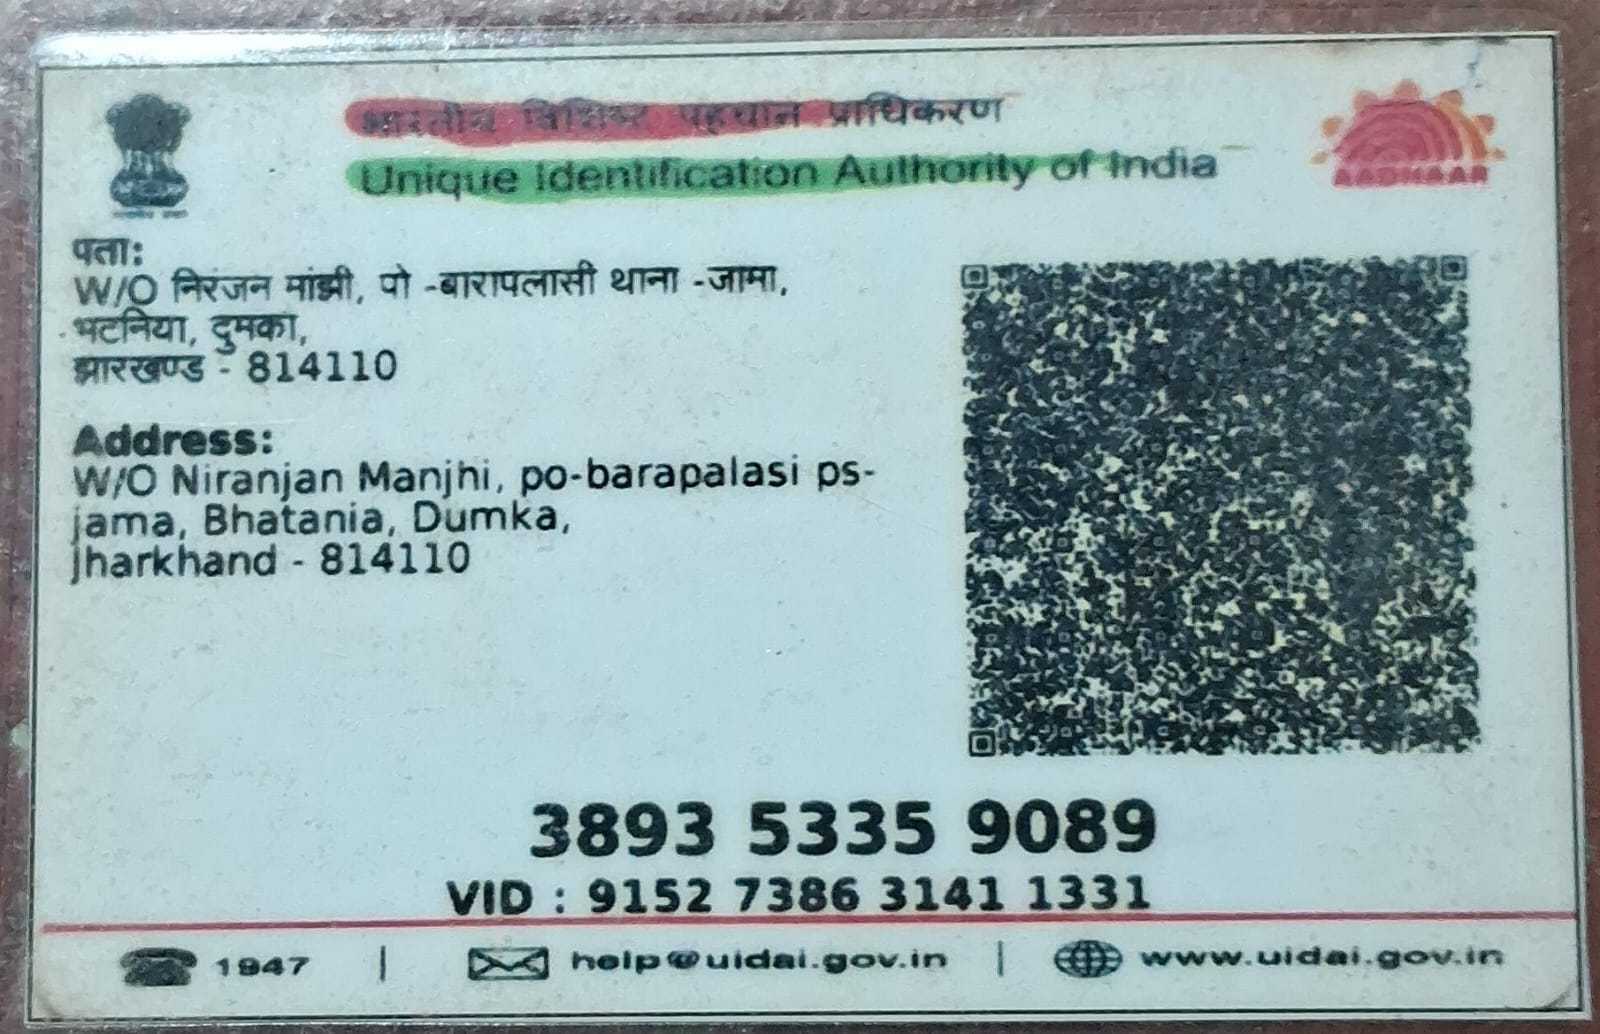 भारतीय विशिष्ट पहचान प्राधिकरण
Unique Identification Authority of India
AADHAAR
पता:
W/O निरंजन मांझी, पो -बारापलासी थाना -जामा,
भटनिया, दुमका,
झारखण्ड - 814110
Address:
W/O Niranjan Manjhi, po-barapalasi ps-
jama, Bhatania, Dumka,
Jharkhand - 814110
3893 5335 9089
VID : 9152 7386 3141 1331
1947 | help@uidai.gov.in | www.uidai.gov.in